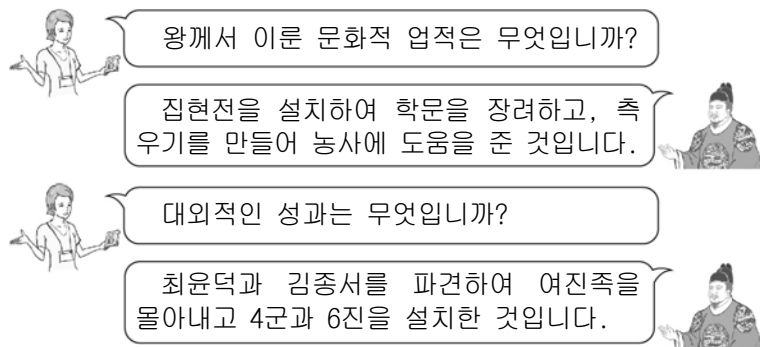 왕께서 이룬 문화적 업적은 무엇입니까?
집현전을 설치하여 학문을 장려하고, 측
우기를 만들어 농사에 도움을 준 것입니다.
대외적인 성과는 무엇입니까?
최윤덕과 김종서를 파견하여 여진족을
몰아내고 4군과 6진을 설치한 것입니다.